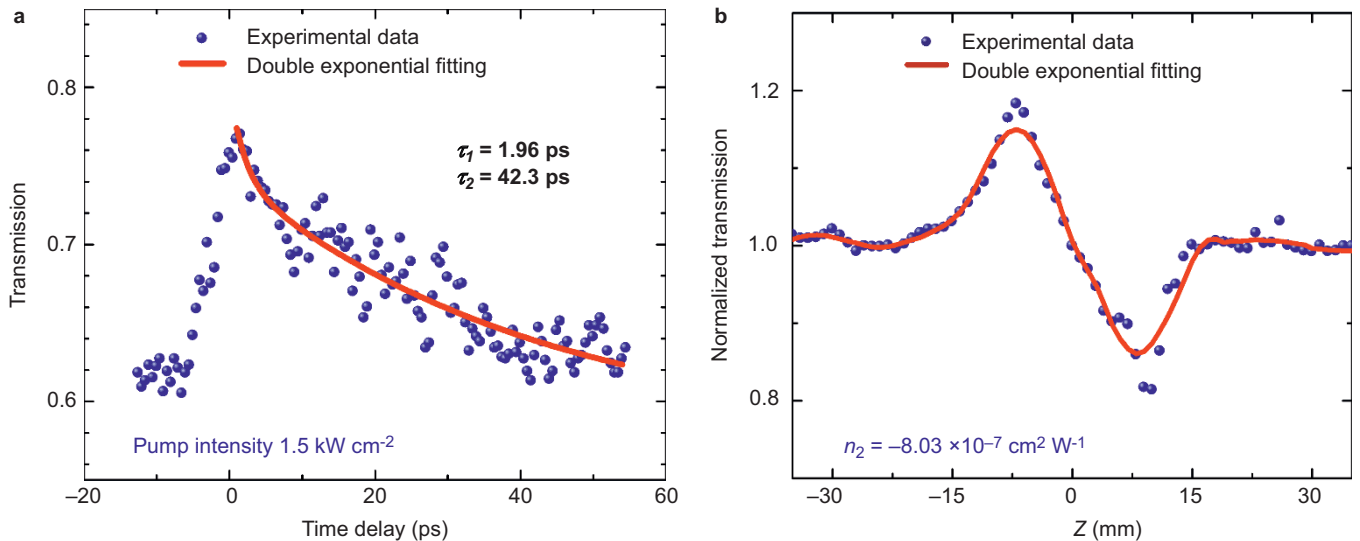 a
Experimental data
Double exponential fitting
τ1 = 1.96 ps
τ2 = 42.3 ps
Pump intensity 1.5 kW cm–2
Transmission
0.8
0.7
0.6
–20
0
20
40
60
Time delay (ps)
b
Experimental data
Double exponential fitting
n2 = –8.03 ×10–7 cm2 W-1
Normalized transmission
1.2
1.0
0.8
–30
–15
0
15
30
Z (mm)